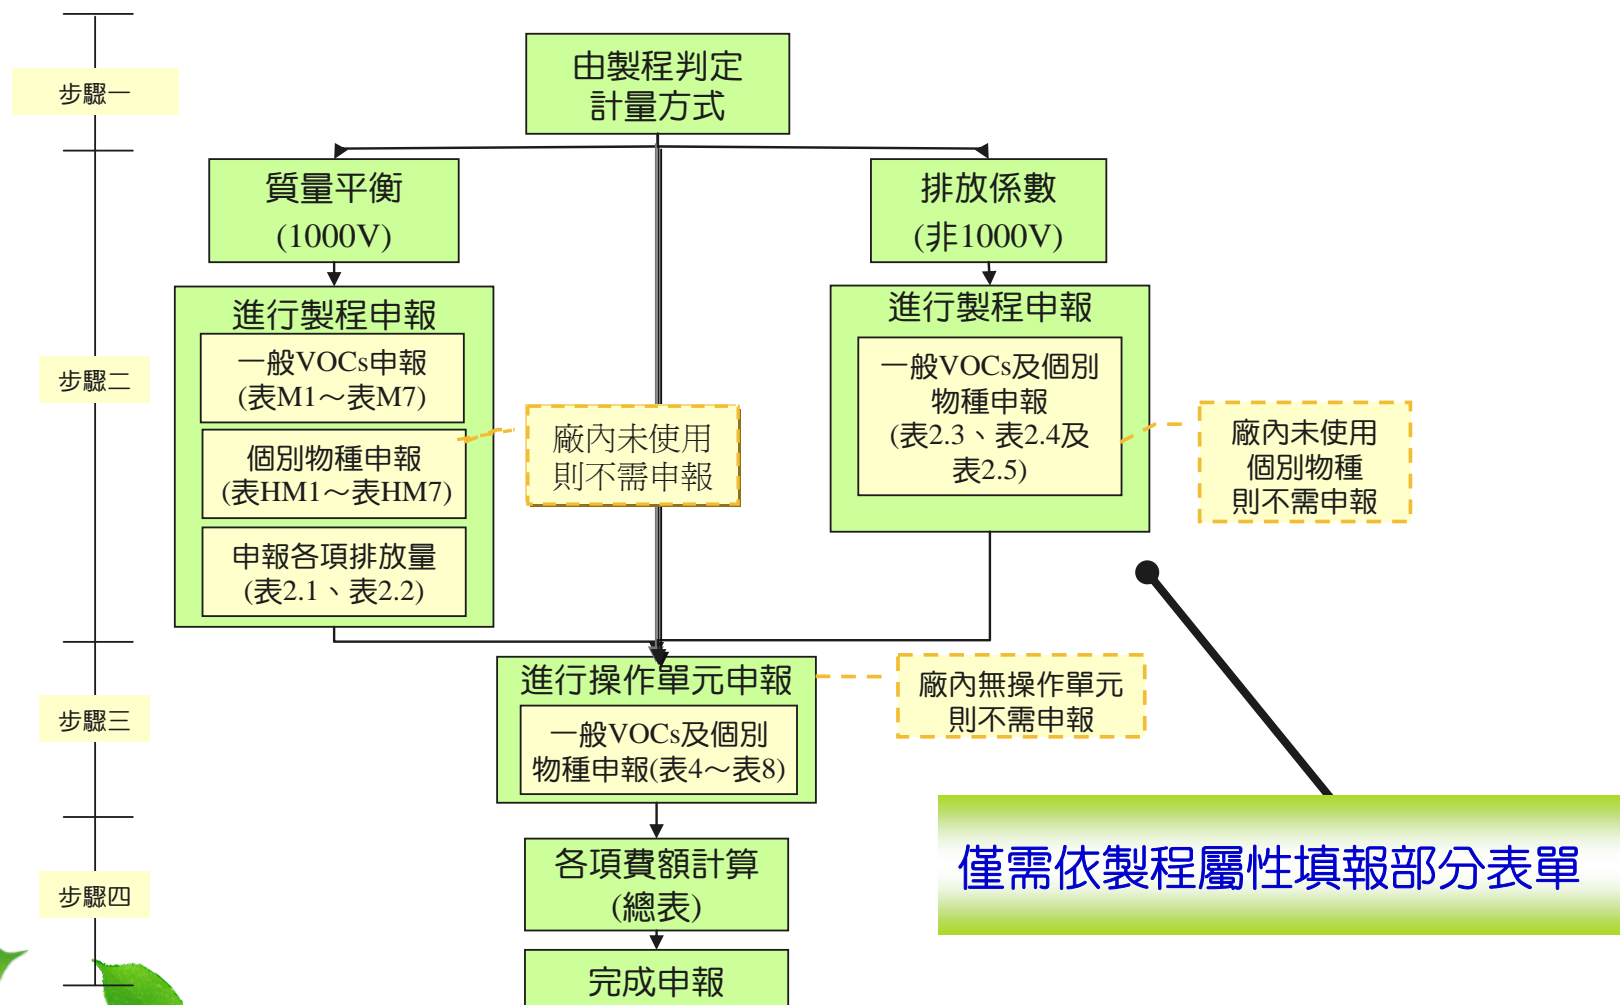 步驟一
由製程判定
計量方式
步驟二
質量平衡
(1000V)
排放係數
(非1000V)
進行製程申報
一般VOCs申報
(表M1～表M7)
個別物種申報
(表HM1～表HM7)
申報各項排放量
(表2.1、表2.2)
廠內未使用
則不需申報
進行製程申報
一般VOCs及個別
物種申報
(表2.3、表2.4及
表2.5)
廠內未使用
個別物種
則不需申報
步驟三
進行操作單元申報
一般VOCs及個別
物種申報(表4～表8)
廠內無操作單元
則不需申報
步驟四
各項費額計算
(總表)
完成申報
僅需依製程屬性填報部分表單